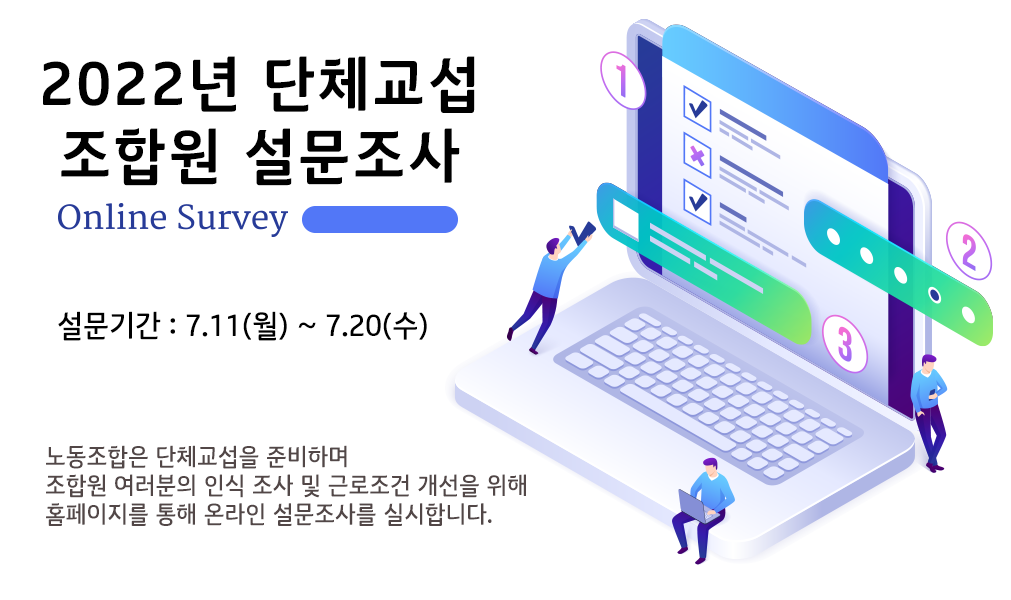 2022년 단체교섭
조합원 설문조사
Online Survey
설문기간 : 7.11(월) ~ 7.20(수)
노동조합은 단체교섭을 준비하며
조합원 여러분의 인식 조사 및 근로조건 개선을 위해
홈페이지를 통해 온라인 설문조사를 실시합니다.
1
2
3